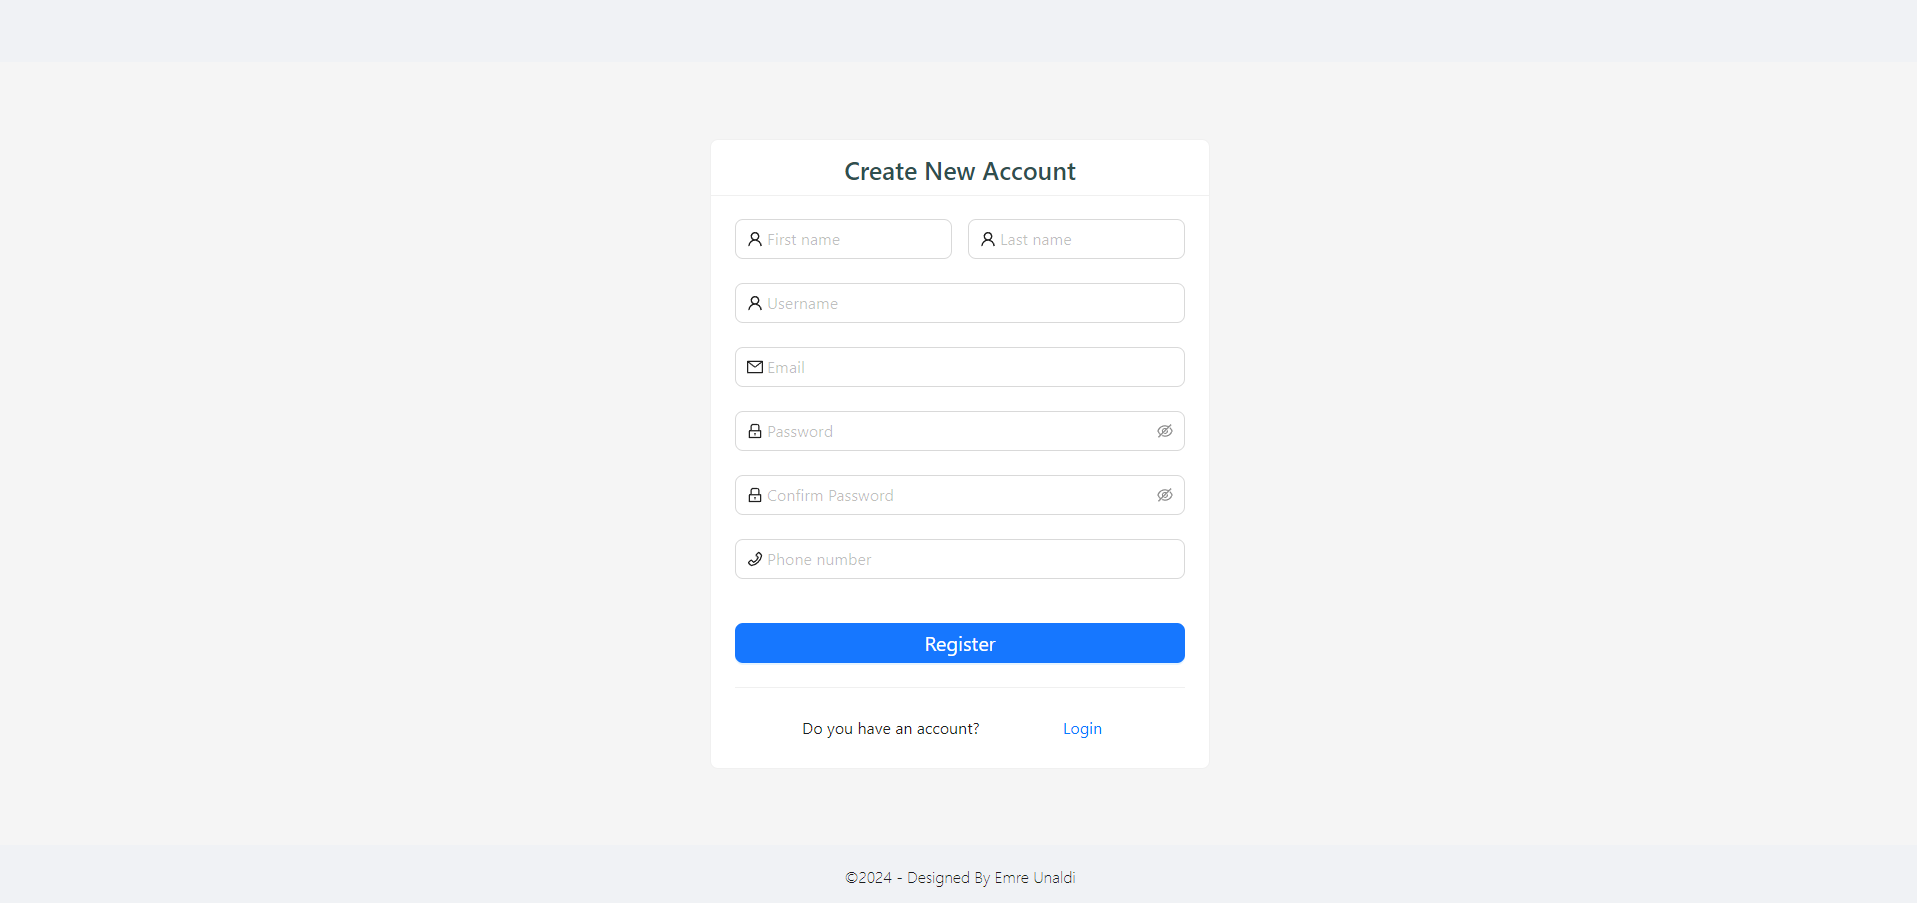 Create New Account
First name Last name
Username
Email
Password
Confirm Password
Phone number
Register
Do you have an account? Login
©2024 - Designed By Emre Unaldi